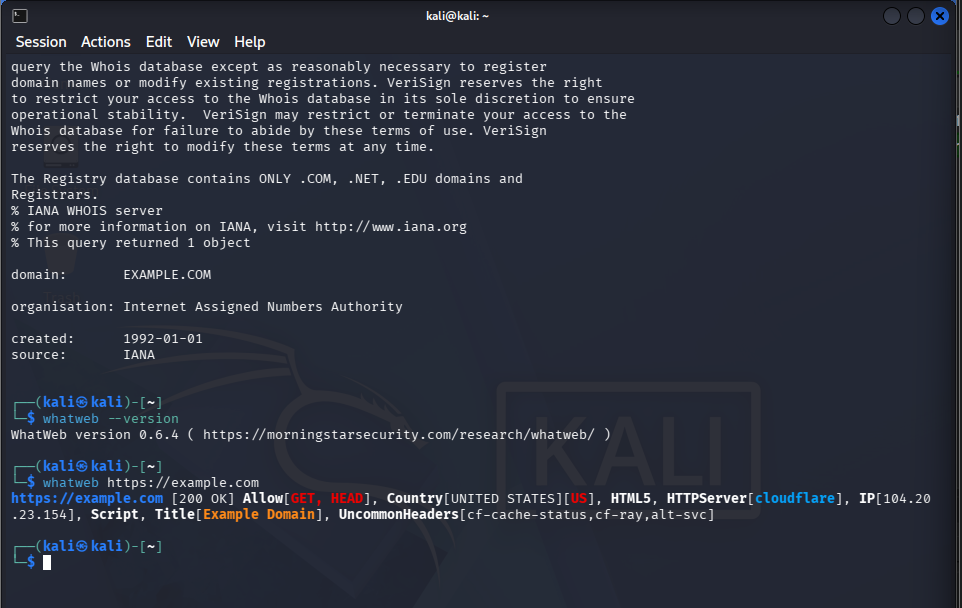 kali@kali: ~
Session Actions Edit View Help
query the Whois database except as reasonably necessary to register
domain names or modify existing registrations. VeriSign reserves the right
to restrict your access to the Whois database in its sole discretion to ensure
operational stability.  VeriSign may restrict or terminate your access to the
Whois database for failure to abide by these terms of use. VeriSign
reserves the right to modify these terms at any time.

The Registry database contains ONLY .COM, .NET, .EDU domains and
Registrars.
% IANA WHOIS server
% for more information on IANA, visit http://www.iana.org
% This query returned 1 object

domain:       EXAMPLE.COM

organisation: Internet Assigned Numbers Authority

created:      1992-01-01
source:       IANA

┌──(kali㉿kali)-[~]
└─$ whatweb --version
WhatWeb version 0.6.4 ( https://morningstarsecurity.com/research/whatweb/ )

┌──(kali㉿kali)-[~]
└─$ whatweb https://example.com
https://example.com [200 OK] Allow[GET, HEAD], Country[UNITED STATES][US], HTML5, HTTPServer[cloudflare], IP[104.20
.23.154], Script, Title[Example Domain], UncommonHeaders[cf-cache-status,cf-ray,alt-svc]

┌──(kali㉿kali)-[~]
└─$
KALI